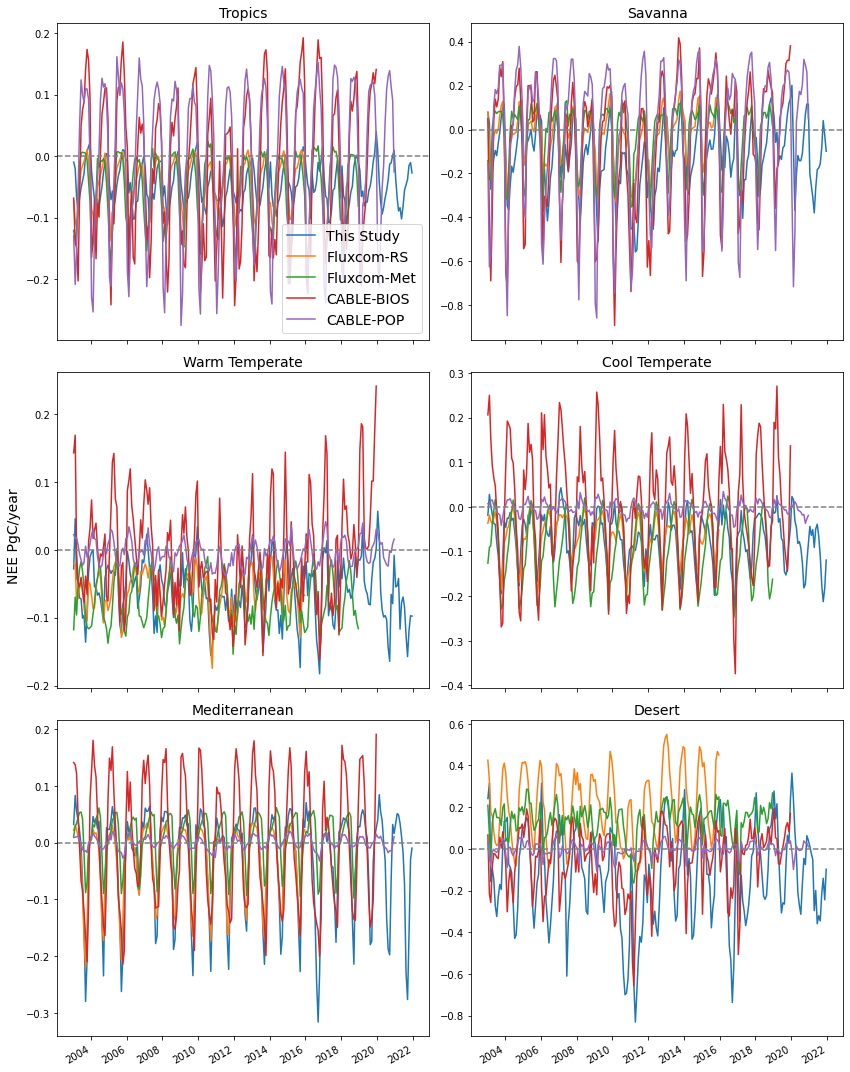 Tropics
0.2
0.1
0.0
−0.1
−0.2
This Study
Fluxcom-RS
Fluxcom-Met
CABLE-BIOS
CABLE-POP
Savanna
0.4
0.2
0.0
−0.2
−0.4
−0.6
−0.8
Warm Temperate
0.2
0.1
0.0
−0.1
−0.2
NEE PgC/year
Cool Temperate
0.3
0.2
0.1
0.0
−0.1
−0.2
−0.3
−0.4
Mediterranean
0.2
0.1
0.0
−0.1
−0.2
−0.3
2004 2006 2008 2010 2012 2014 2016 2018 2020 2022
Desert
0.6
0.4
0.2
0.0
−0.2
−0.4
−0.6
−0.8
2004 2006 2008 2010 2012 2014 2016 2018 2020 2022